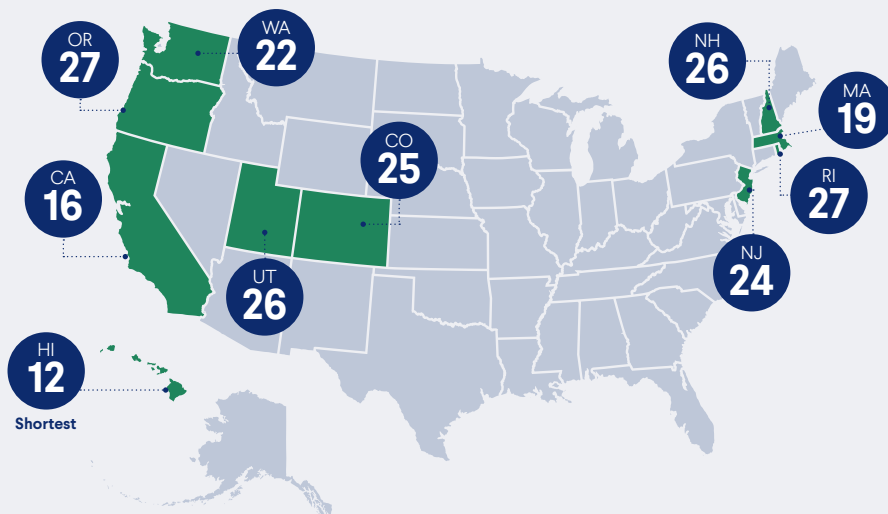 WA
22
OR
27
NH
26
MA
19
CO
25
CA
16
RI
27
NJ
24
UT
26
HI
12
Shortest